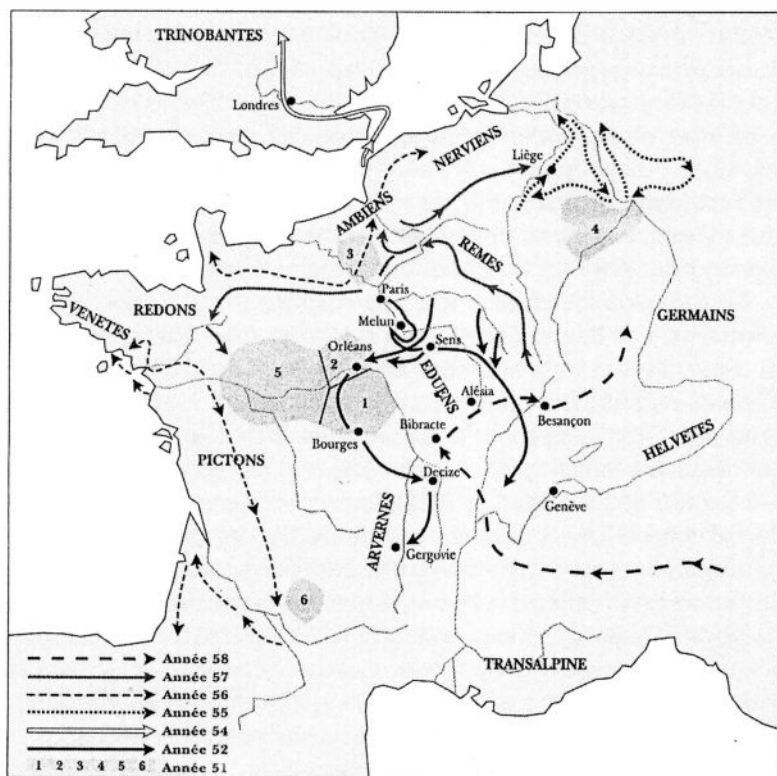 TRINOBANTES
Londres
NERVIENS
Liège
AMBIENS
4
3
REMES
Paris
REDONS
GERMAINS
VENETES
Melun
Sens
Orléans
2
5
EDUENS
Alésia
1
Besançon
Bibracte
Bourges
HELVETES
PICTONS
Decize
Genève
ARVERNES
Gergovie
6
TRANSALPINE
Année 58
Année 57
Année 56
Année 55
Année 54
Année 52
1 2 3 4 5 6 Année 51